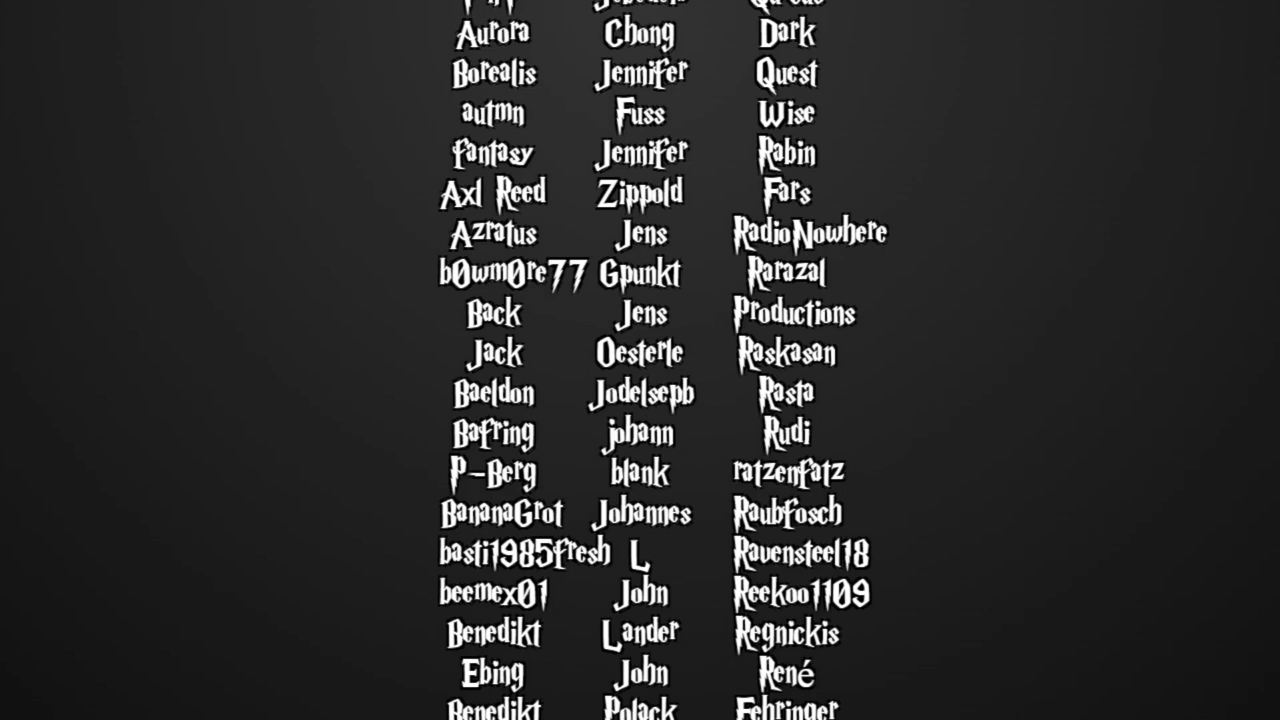 Aurora Chong Dark
Borealis Jennifer Quest
autmn Fuss Wise
fantasy Jennifer Rabin
Axl Reed Zippold Fars
Azratus Jens RadioNowhere
b0wm0re77 Gpunkt Rarazal
Back Jens Productions
Jack Oesterle Raskasan
Baeldon Jodelsepb Rasta
Bafring johann Rudi
P-Berg blank ratzenfatz
BananaGrot Johannes Raubfosch
basti1985fresh L Ravensteel18
beemex01 John Reekoo1109
Benedikt Lander Regnickis
Ebing John René
Benedikt Polack Fehringer